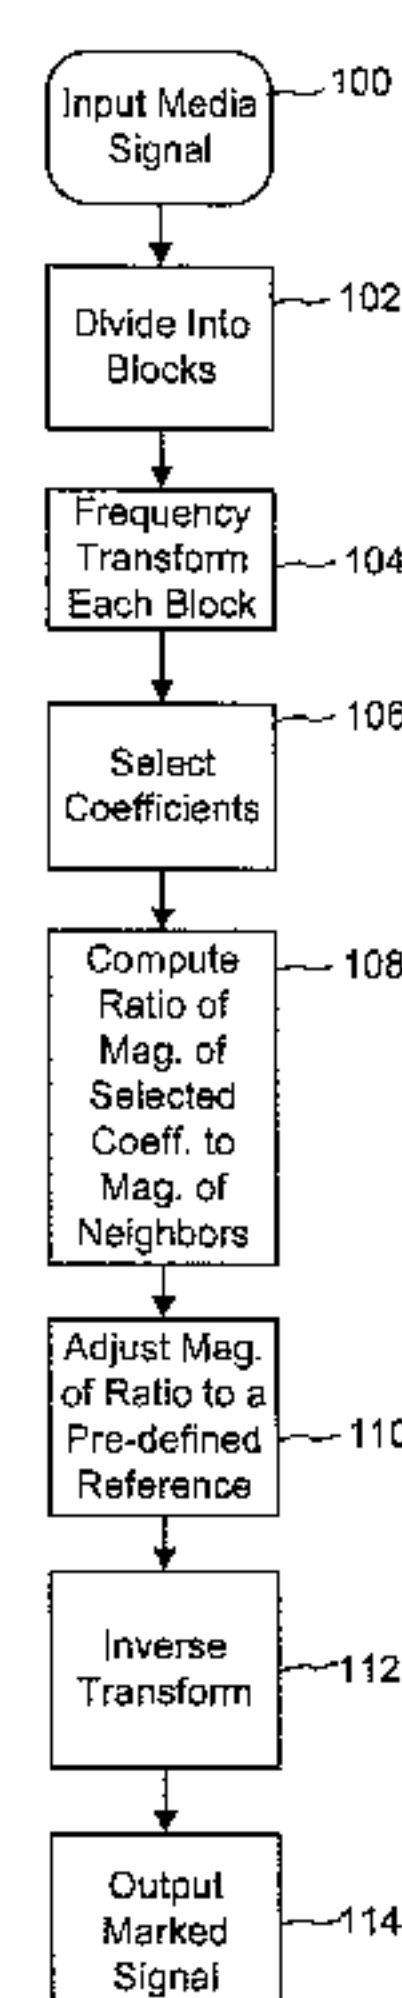 Input Media
Signal
100
Divide Into
Blocks
102
Frequency
Transform
Each Block
104
Select
Coefficients
106
Compute
Ratio of
Mag. of
Selected
Coeff. to
Mag. of
Neighbors
108
Adjust Mag.
of Ratio to a
Pre-defined
Reference
110
Inverse
Transform
112
Output
Marked
Signal
114